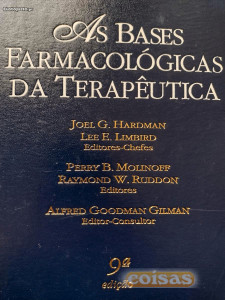 As Bases
Farmacológicas
da Terapêutica
Joel G. Hardman
Lee E. Limbird
Editores-Chefes
Perry B. Molinoff
Raymond W. Ruddon
Editores
Alfred Goodman Gilman
Editor-Consultor
9ª
edição
coisas